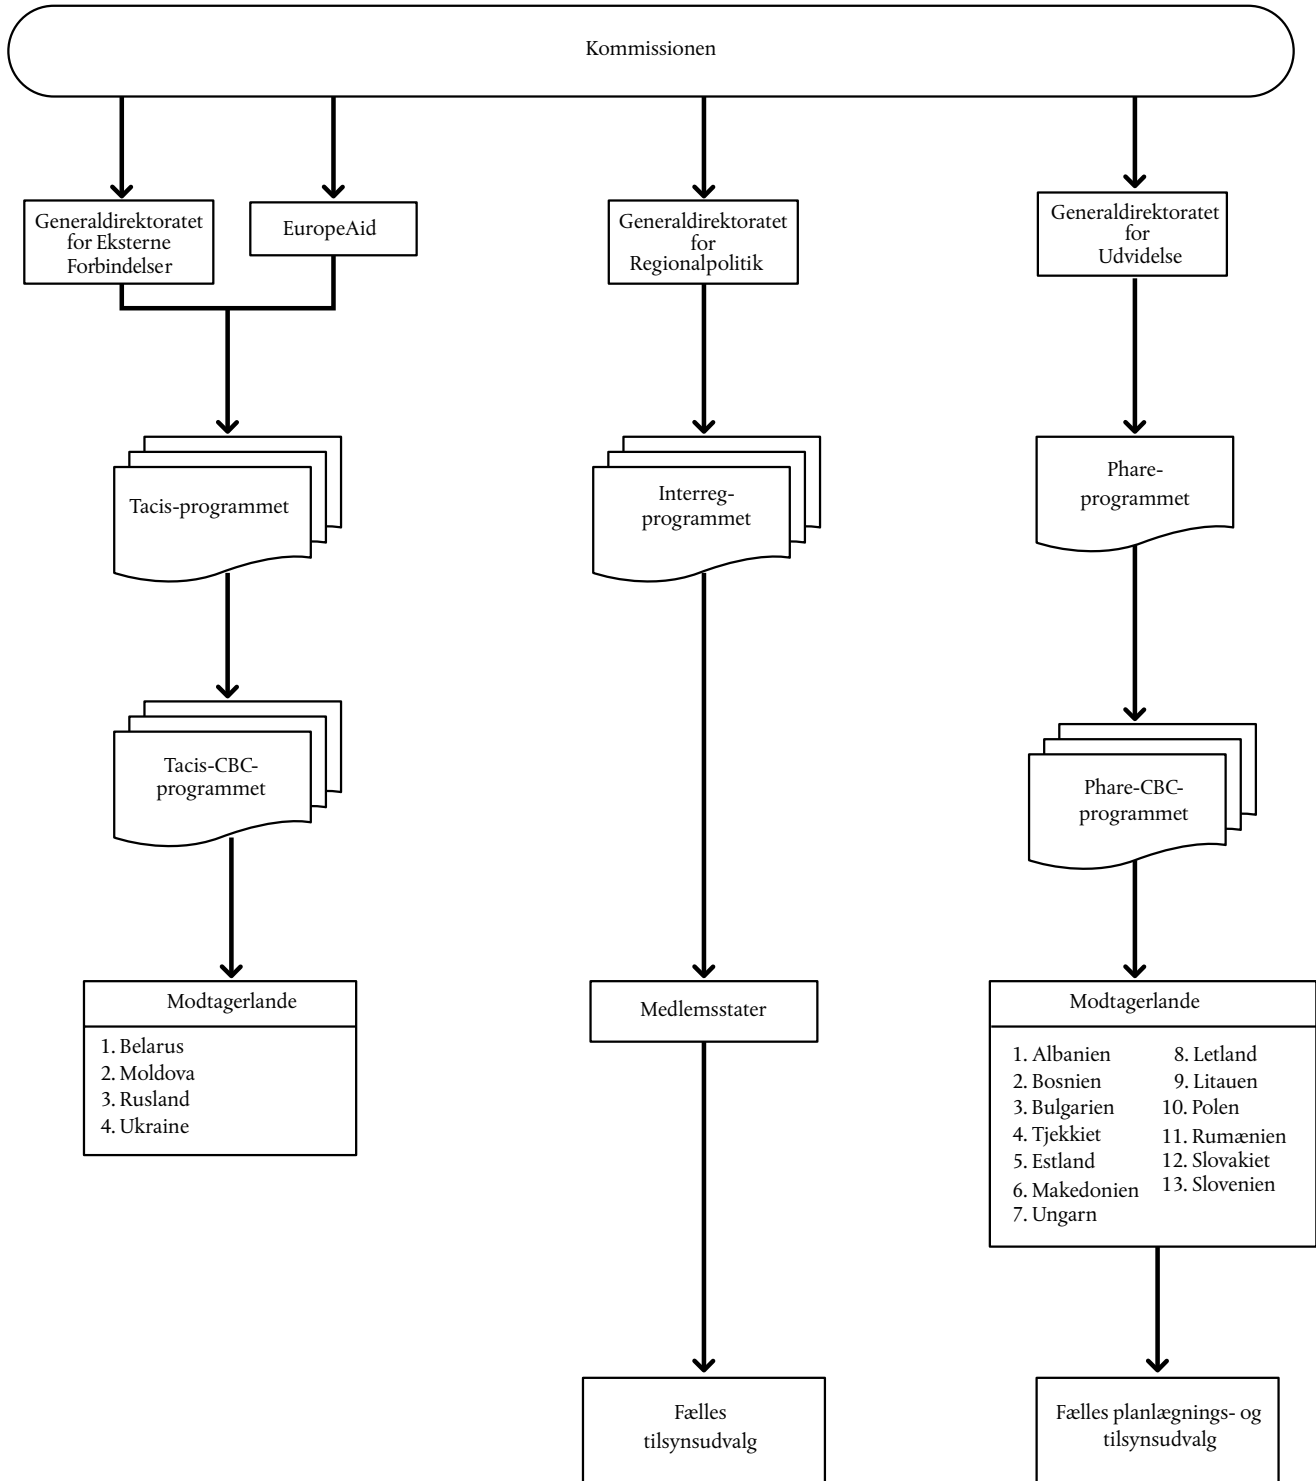 Kommissionen
Generaldirektoratet
for Eksterne
Forbindelser
EuropeAid
Generaldirektoratet
for
Regionalpolitik
Generaldirektoratet
for
Udvidelse
Tacis-programmet
Interreg-
programmet
Phare-
programmet
Tacis-CBC-
programmet
Phare-CBC-
programmet
Modtagerlande
1. Belarus
2. Moldova
3. Rusland
4. Ukraine
Medlemsstater
Modtagerlande
1. Albanien
2. Bosnien
3. Bulgarien
4. Tjekkiet
5. Estland
6. Makedonien
7. Ungarn
8. Letland
9. Litauen
10. Polen
11. Rumænien
12. Slovakiet
13. Slovenien
Fælles
tilsynsudvalg
Fælles planlægnings- og
tilsynsudvalg